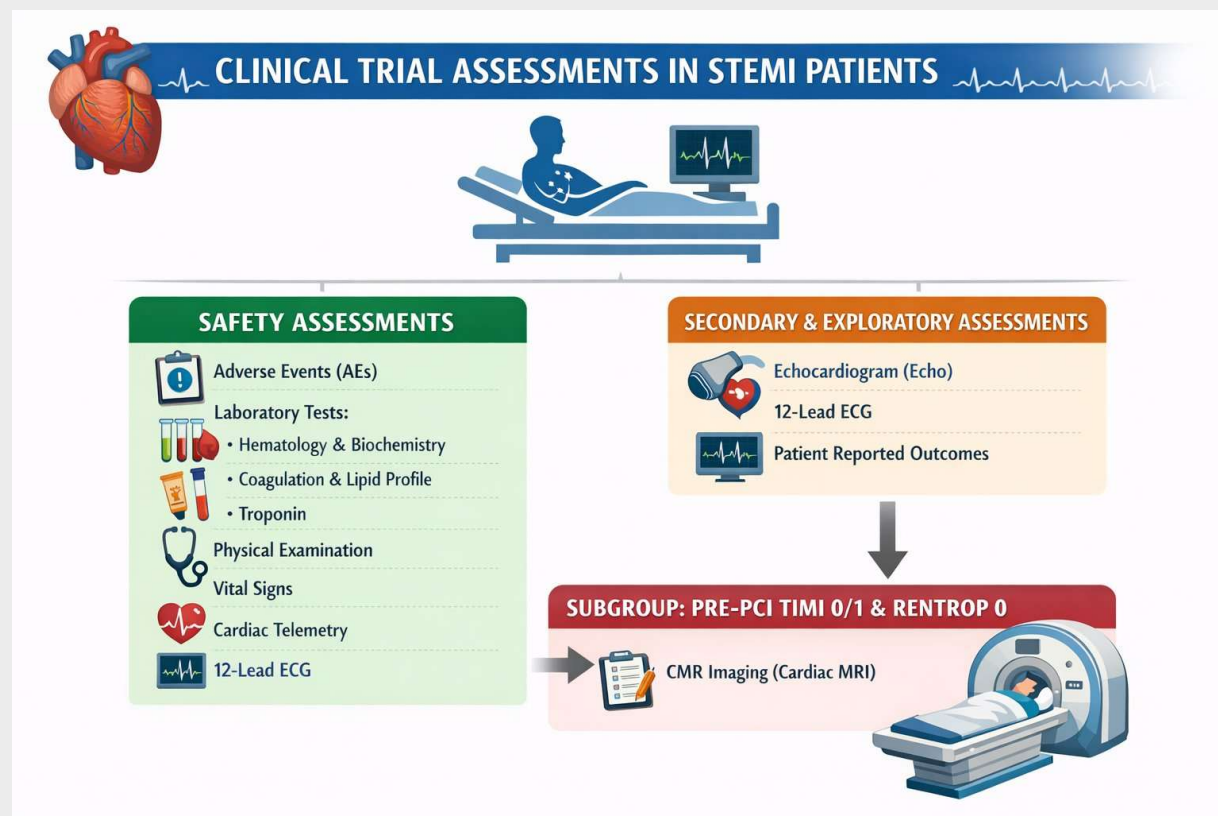 CLINICAL TRIAL ASSESSMENTS IN STEMI PATIENTS
SAFETY ASSESSMENTS
Adverse Events (AEs)
Laboratory Tests:
• Hematology & Biochemistry
• Coagulation & Lipid Profile
• Troponin
Physical Examination
Vital Signs
Cardiac Telemetry
12-Lead ECG
SECONDARY & EXPLORATORY ASSESSMENTS
Echocardiogram (Echo)
12-Lead ECG
Patient Reported Outcomes
SUBGROUP: PRE-PCI TIMI 0/1 & RENTROP 0
CMR Imaging (Cardiac MRI)